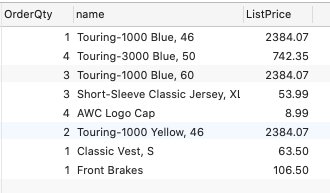 OrderQty name ListPrice
1 Touring-1000 Blue, 46 2384.07
4 Touring-3000 Blue, 50 742.35
3 Touring-1000 Blue, 60 2384.07
3 Short-Sleeve Classic Jersey, XL 53.99
4 AWC Logo Cap 8.99
2 Touring-1000 Yellow, 46 2384.07
1 Classic Vest, S 63.50
1 Front Brakes 106.50